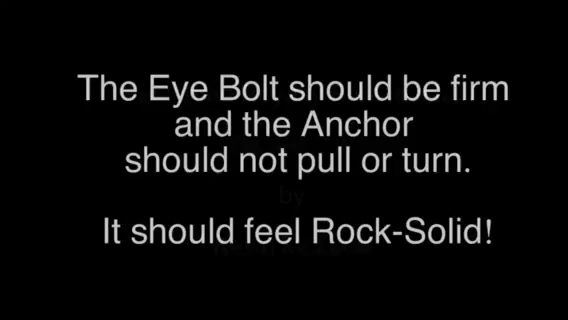 The Eye Bolt should be firm
and the Anchor
should not pull or turn.
by
It should feel Rock-Solid!